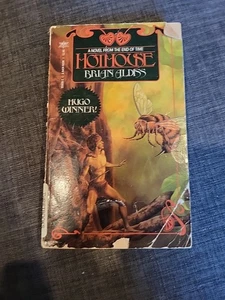 A NOVEL FROM THE END OF TIME
HOTHOUSE
BRIAN ALDISS
HUGO
WINNER!